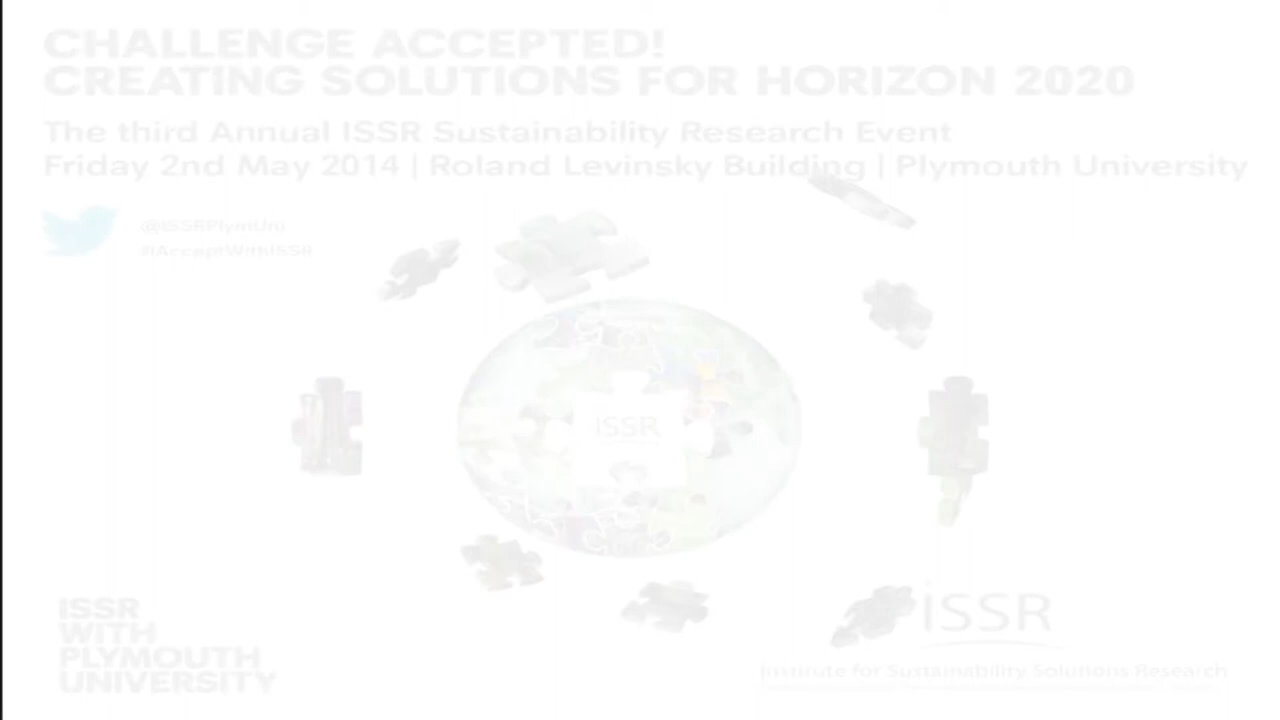 CHALLENGE ACCEPTED!
CREATING SOLUTIONS FOR HORIZON 2020
The third Annual ISSR Sustainability Research Event
Friday 2nd May 2014 | Roland Levinsky Building | Plymouth University
@ISSRPlymUni
#IAcceptWithISSR
ISSR
ISSR
WITH
PLYMOUTH
UNIVERSITY
iSSR
Institute for Sustainability Solutions Research